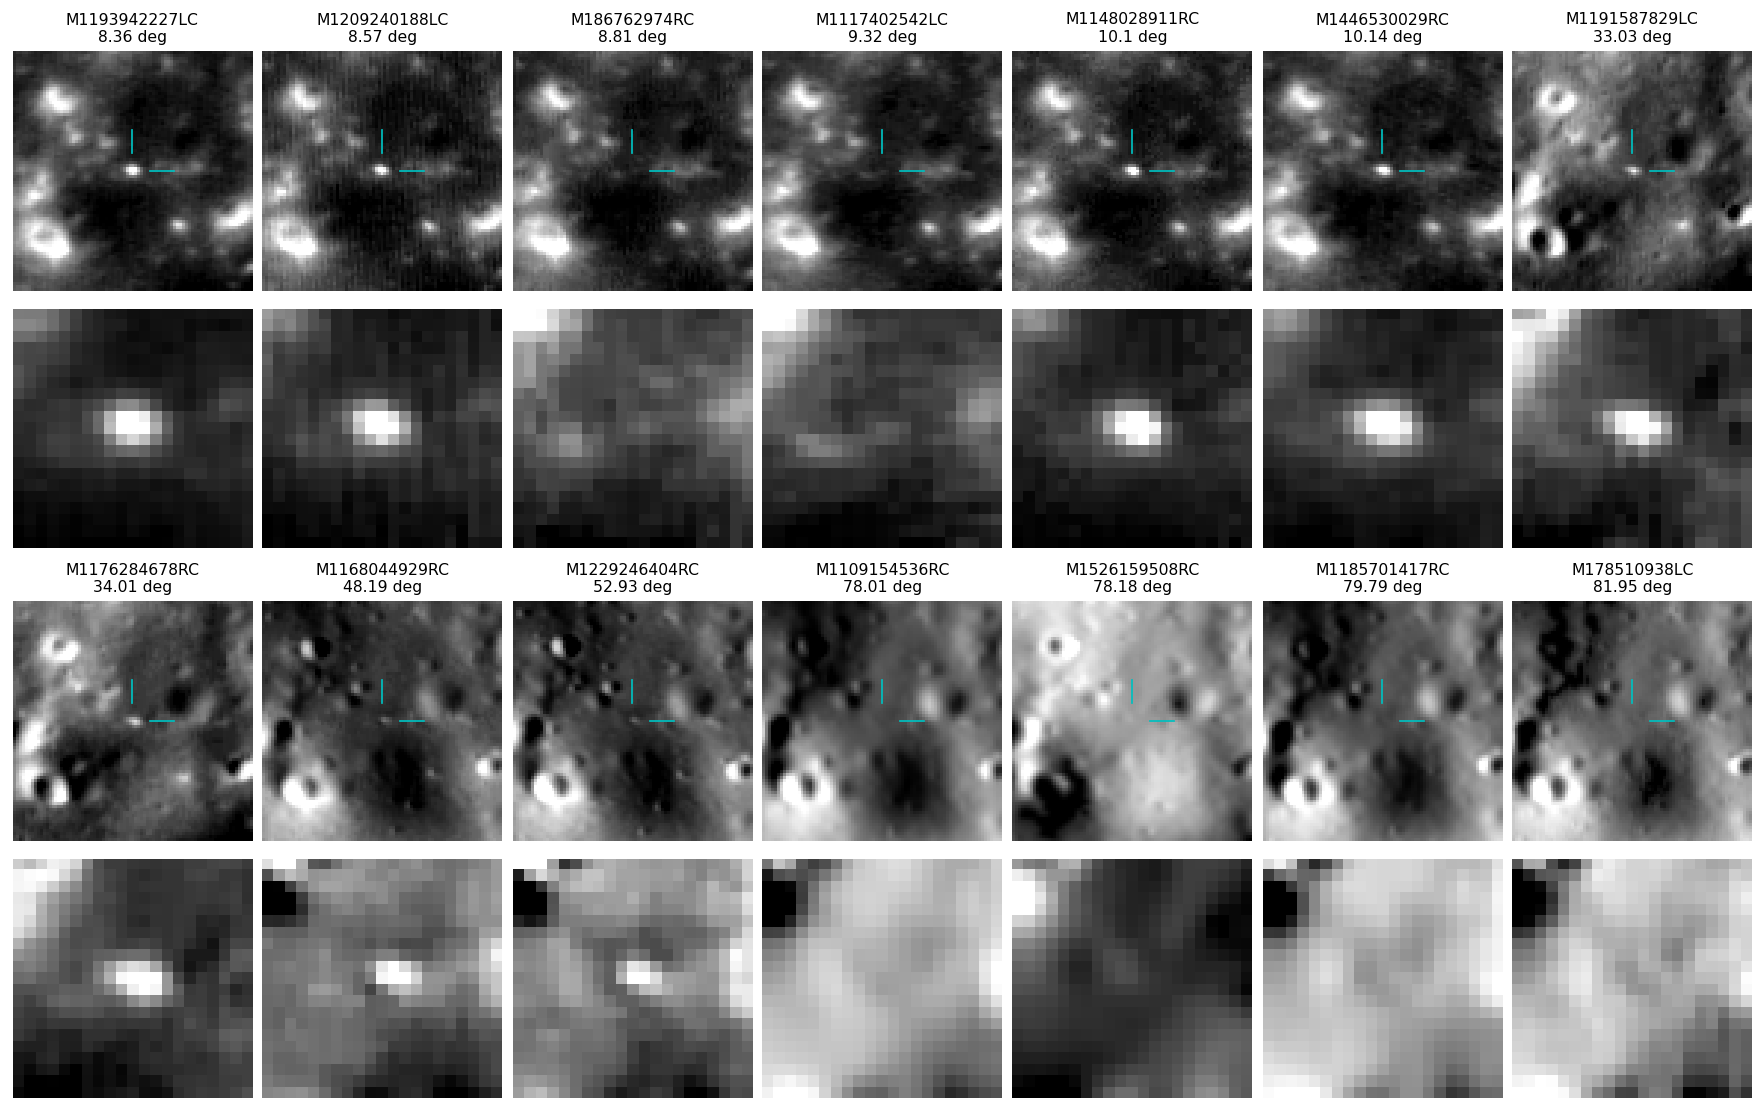 M1193942227LC
8.36 deg
M1209240188LC
8.57 deg
M186762974RC
8.81 deg
M1117402542LC
9.32 deg
M1148028911RC
10.1 deg
M1446530029RC
10.14 deg
M1191587829LC
33.03 deg
M1176284678RC
34.01 deg
M1168044929RC
48.19 deg
M1229246404RC
52.93 deg
M1109154536RC
78.01 deg
M1526159508RC
78.18 deg
M1185701417RC
79.79 deg
M178510938LC
81.95 deg